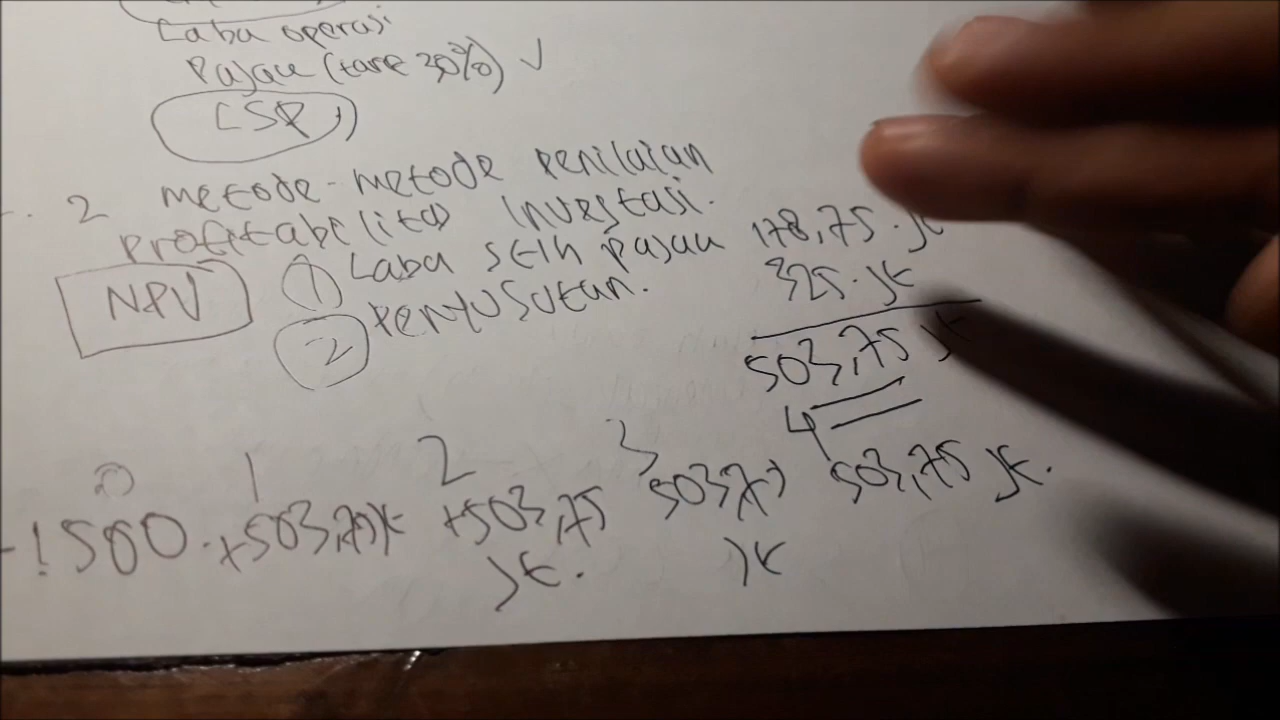 Laba operasi
Pajak (tare 30%) ✓
LSP
2 metode-metode Penilaian
Profitabelitas Investasi.
NPV
1 Laba setlh pajak
2 Penyusutan.
178,75 jt
325 jt
503,75 jt
0 1 2 3 4
-1500 +503,75 jt +503,75 503,75 503,75 jt.
jt. jt